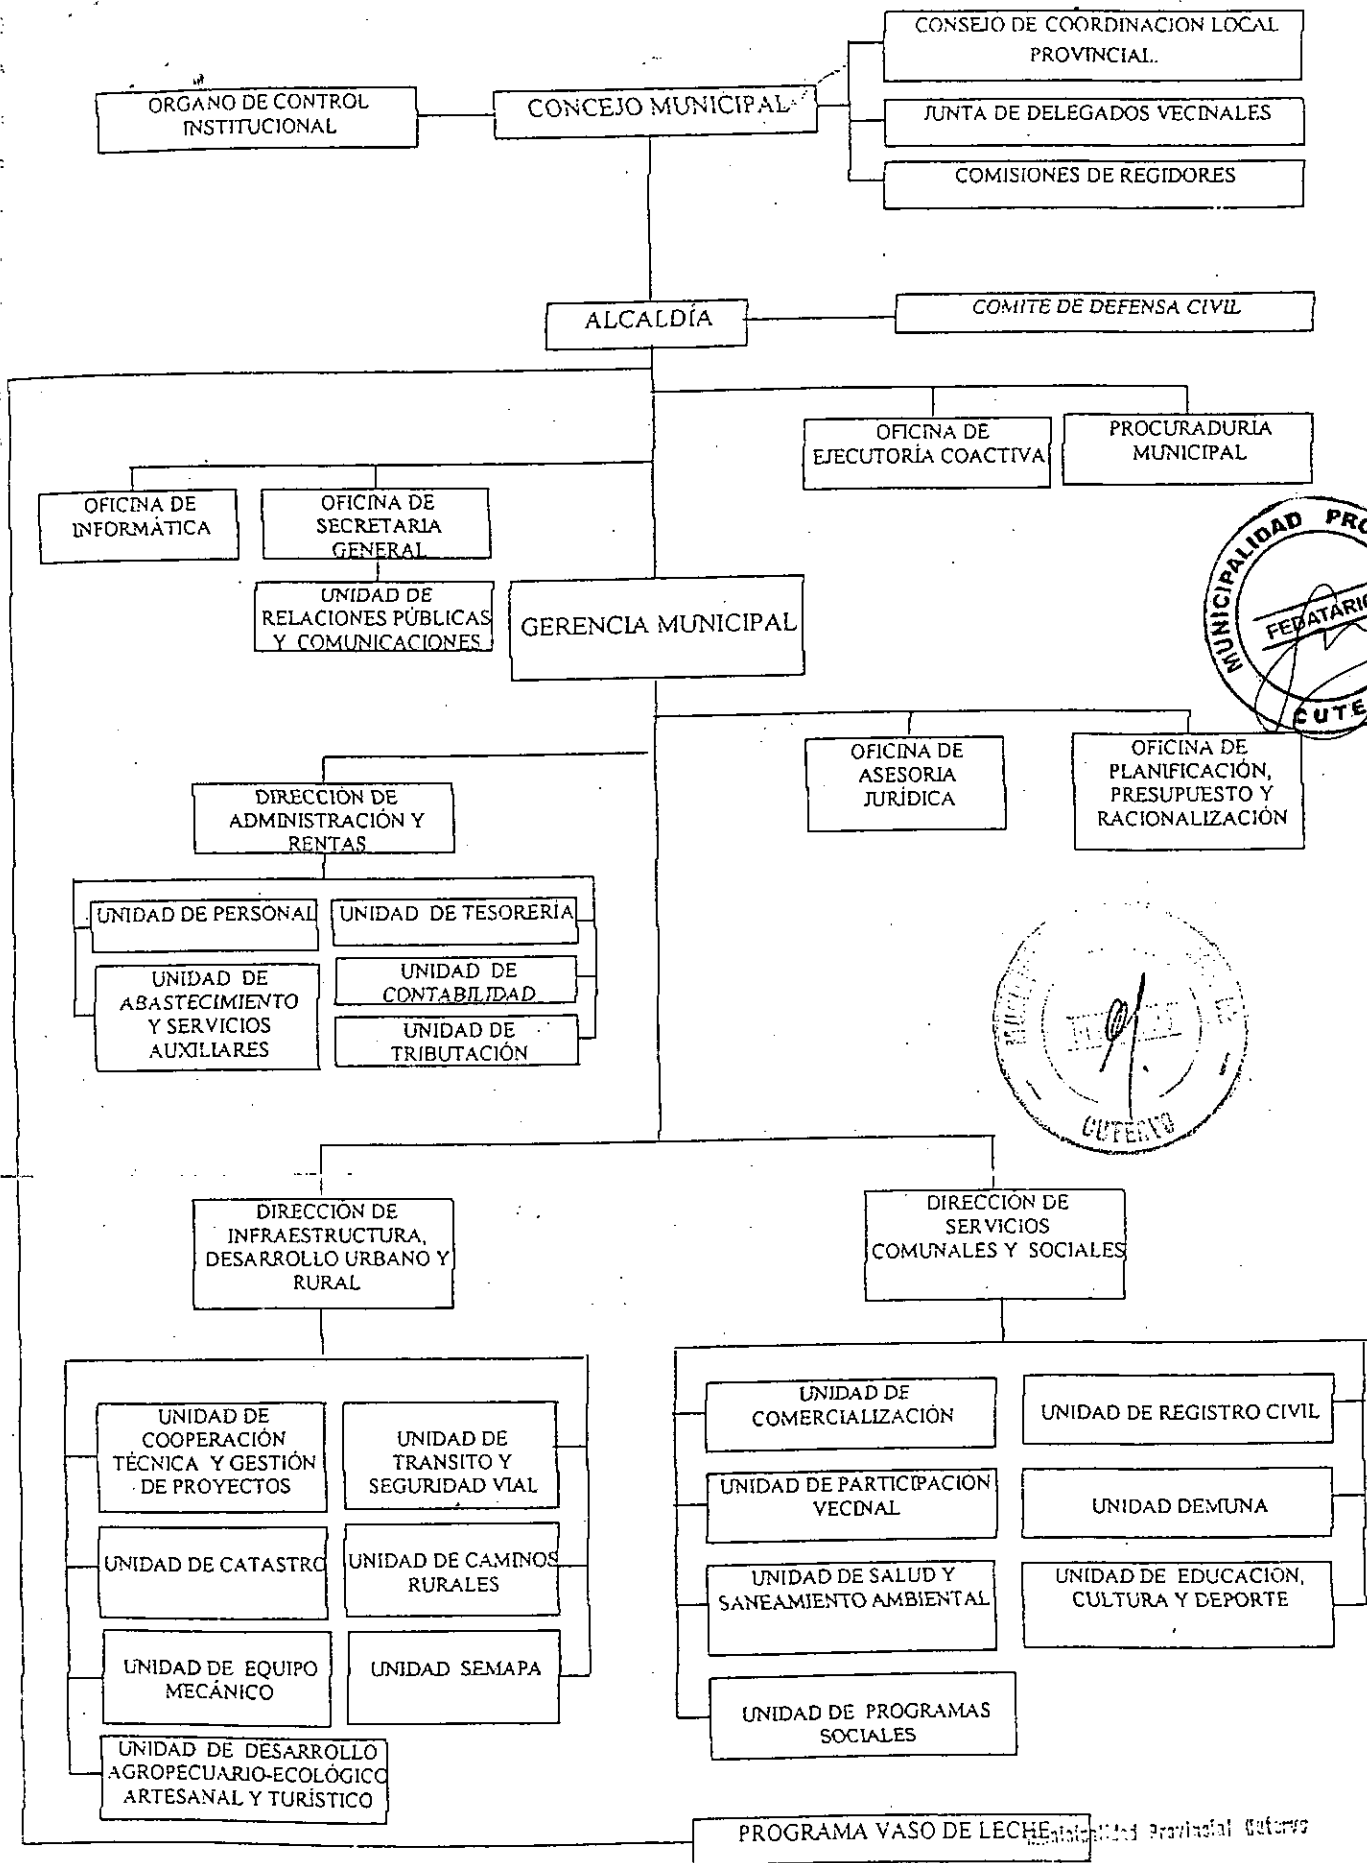 CONSEJO DE COORDINACION LOCAL
PROVINCIAL.
ORGANO DE CONTROL
INSTITUCIONAL
CONCEJO MUNICIPAL
JUNTA DE DELEGADOS VECINALES
COMISIONES DE REGIDORES
ALCALDÍA
COMITE DE DEFENSA CIVIL
OFICINA DE
EJECUTORÍA COACTIVA
PROCURADURIA
MUNICIPAL
OFICINA DE
INFORMÁTICA
OFICINA DE
SECRETARIA
GENERAL
UNIDAD DE
RELACIONES PÚBLICAS
Y COMUNICACIONES
GERENCIA MUNICIPAL
MUNICIPALIDAD PRO
FEDATARIO
CUTE
OFICINA DE
ASESORIA
JURÍDICA
OFICINA DE
PLANIFICACIÓN,
PRESUPUESTO Y
RACIONALIZACIÓN
DIRECCIÓN DE
ADMINISTRACIÓN Y
RENTAS
UNIDAD DE PERSONAL
UNIDAD DE TESORERÍA
UNIDAD DE
ABASTECIMIENTO
Y SERVICIOS
AUXILIARES
UNIDAD DE
CONTABILIDAD
UNIDAD DE
TRIBUTACIÓN
CUTERVO
DIRECCIÓN DE
INFRAESTRUCTURA,
DESARROLLO URBANO Y
RURAL
DIRECCIÓN DE
SERVICIOS
COMUNALES Y SOCIALES
UNIDAD DE
COOPERACIÓN
TÉCNICA Y GESTIÓN
DE PROYECTOS
UNIDAD DE
TRANSITO Y
SEGURIDAD VIAL
UNIDAD DE CATASTRO
UNIDAD DE CAMINOS
RURALES
UNIDAD DE EQUIPO
MECÁNICO
UNIDAD SEMAPA
UNIDAD DE DESARROLLO
AGROPECUARIO-ECOLÓGICO
ARTESANAL Y TURÍSTICO
UNIDAD DE
COMERCIALIZACIÓN
UNIDAD DE REGISTRO CIVIL
UNIDAD DE PARTICIPACION
VECINAL
UNIDAD DEMUNA
UNIDAD DE SALUD Y
SANEAMIENTO AMBIENTAL
UNIDAD DE EDUCACION,
CULTURA Y DEPORTE
UNIDAD DE PROGRAMAS
SOCIALES
PROGRAMA VASO DE LECHE
Municipalidad Provincial Cutervo